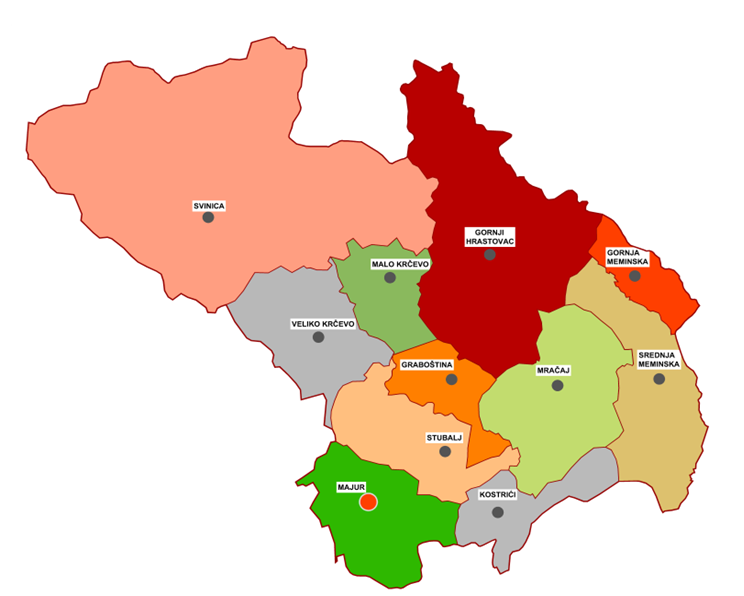 SVINICA
GORNJI
HRASTOVAC
GORNJA
MEMINSKA
MALO KRČEVO
VELIKO KRČEVO
GRABOŠTINA
MRAČAJ
SREDNJA
MEMINSKA
STUBALJ
MAJUR
KOSTRIĆI